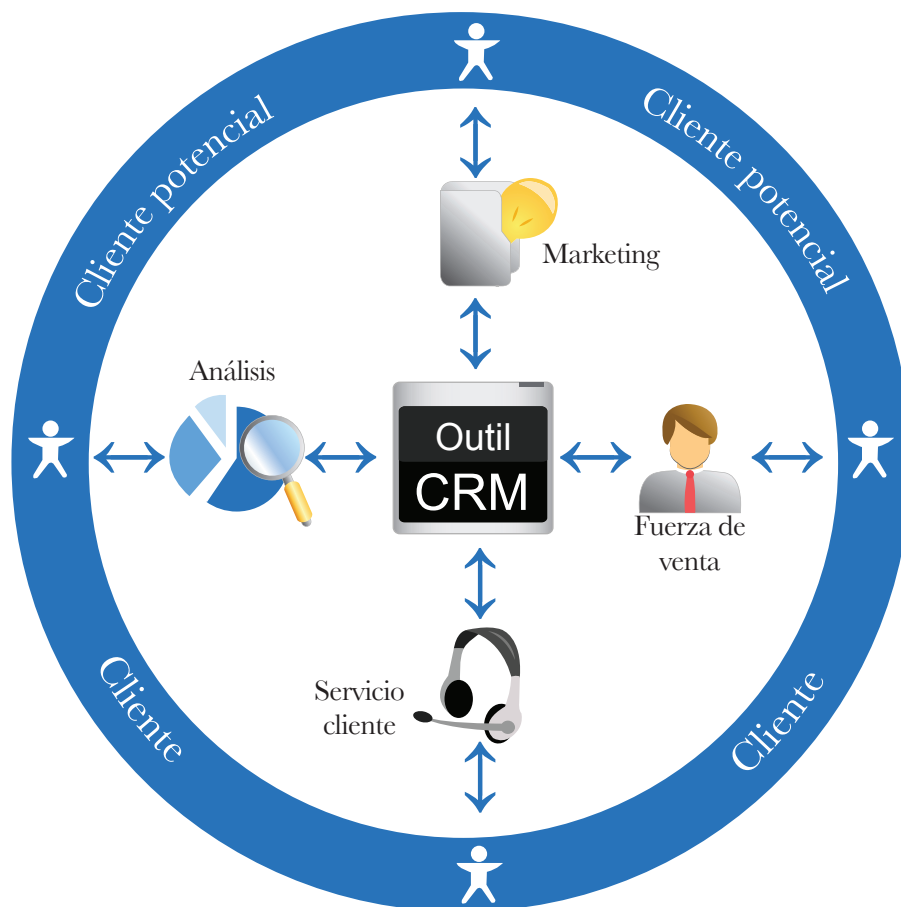 Cliente potencial
Cliente potencial
Marketing
Análisis
Outil
CRM
Fuerza de
venta
Servicio
cliente
Cliente
Cliente